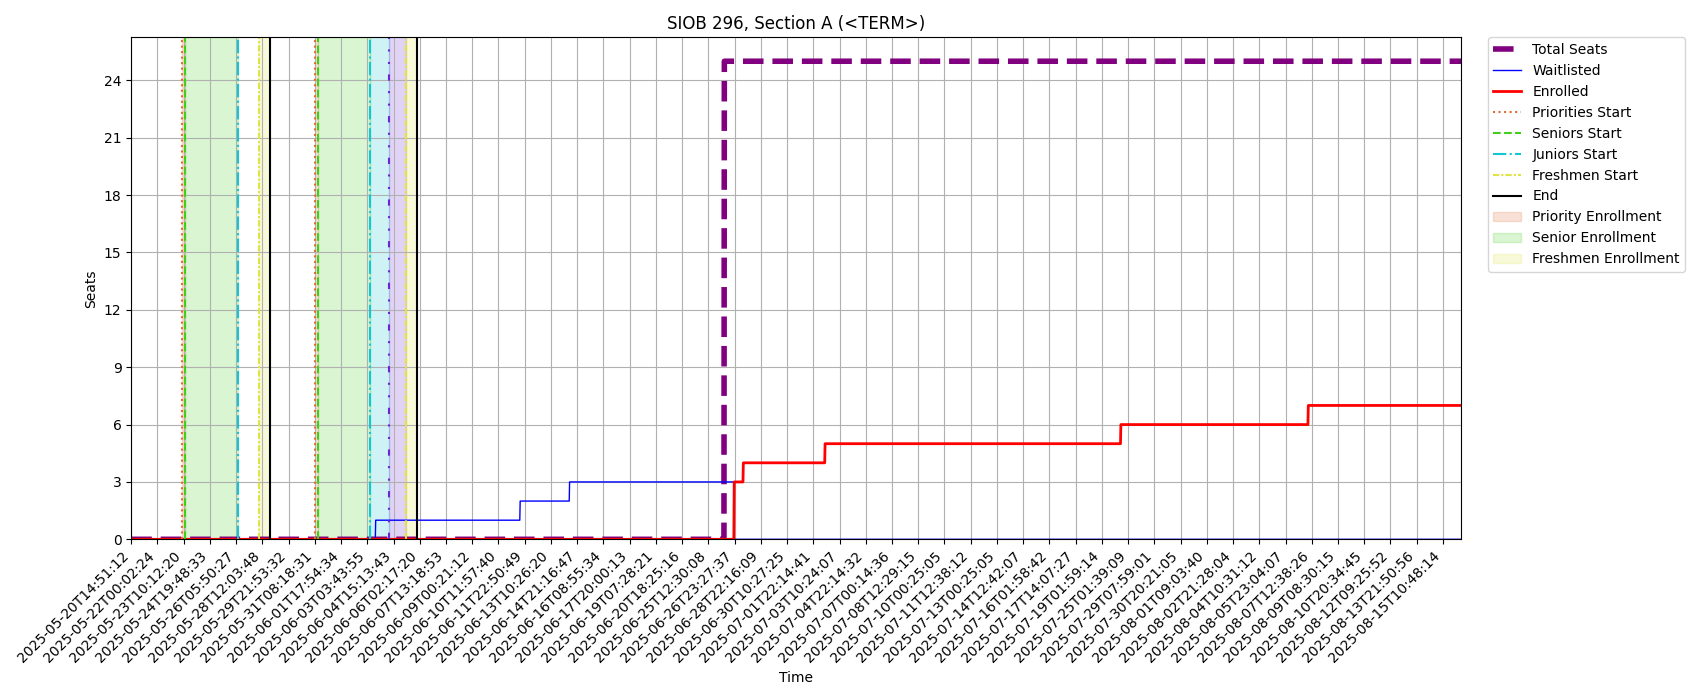 SIOB 296, Section A (<TERM>)
Total Seats
Waitlisted
Enrolled
Priorities Start
Seniors Start
Juniors Start
Freshmen Start
End
Priority Enrollment
Senior Enrollment
Freshmen Enrollment
Seats
24
21
18
15
12
9
6
3
0
2025-05-20T14:51:12
2025-05-22T00:02:24
2025-05-23T10:12:20
2025-05-24T19:48:33
2025-05-26T05:50:27
2025-05-28T12:03:48
2025-05-29T21:53:32
2025-05-31T08:18:31
2025-06-01T17:54:34
2025-06-03T03:43:55
2025-06-04T15:13:43
2025-06-06T02:17:20
2025-06-07T13:18:53
2025-06-09T00:21:12
2025-06-10T11:57:40
2025-06-11T22:50:49
2025-06-13T10:26:20
2025-06-14T21:16:47
2025-06-16T08:55:34
2025-06-17T20:00:13
2025-06-19T07:28:21
2025-06-20T18:25:16
2025-06-25T12:30:08
2025-06-26T23:27:37
2025-06-28T22:16:09
2025-06-30T10:27:25
2025-07-01T22:14:41
2025-07-03T10:24:07
2025-07-05T22:14:32
2025-07-07T00:14:36
2025-07-08T12:29:15
2025-07-10T00:25:05
2025-07-11T12:38:12
2025-07-13T00:25:05
2025-07-14T12:42:07
2025-07-16T01:58:42
2025-07-17T14:07:27
2025-07-19T01:59:14
2025-07-25T01:39:09
2025-07-29T07:59:01
2025-07-30T20:21:05
2025-08-01T09:03:40
2025-08-02T21:28:04
2025-08-04T10:31:12
2025-08-05T23:04:07
2025-08-07T12:38:26
2025-08-09T08:30:15
2025-08-10T20:34:45
2025-08-12T09:25:52
2025-08-13T21:50:56
2025-08-15T10:48:14
Time